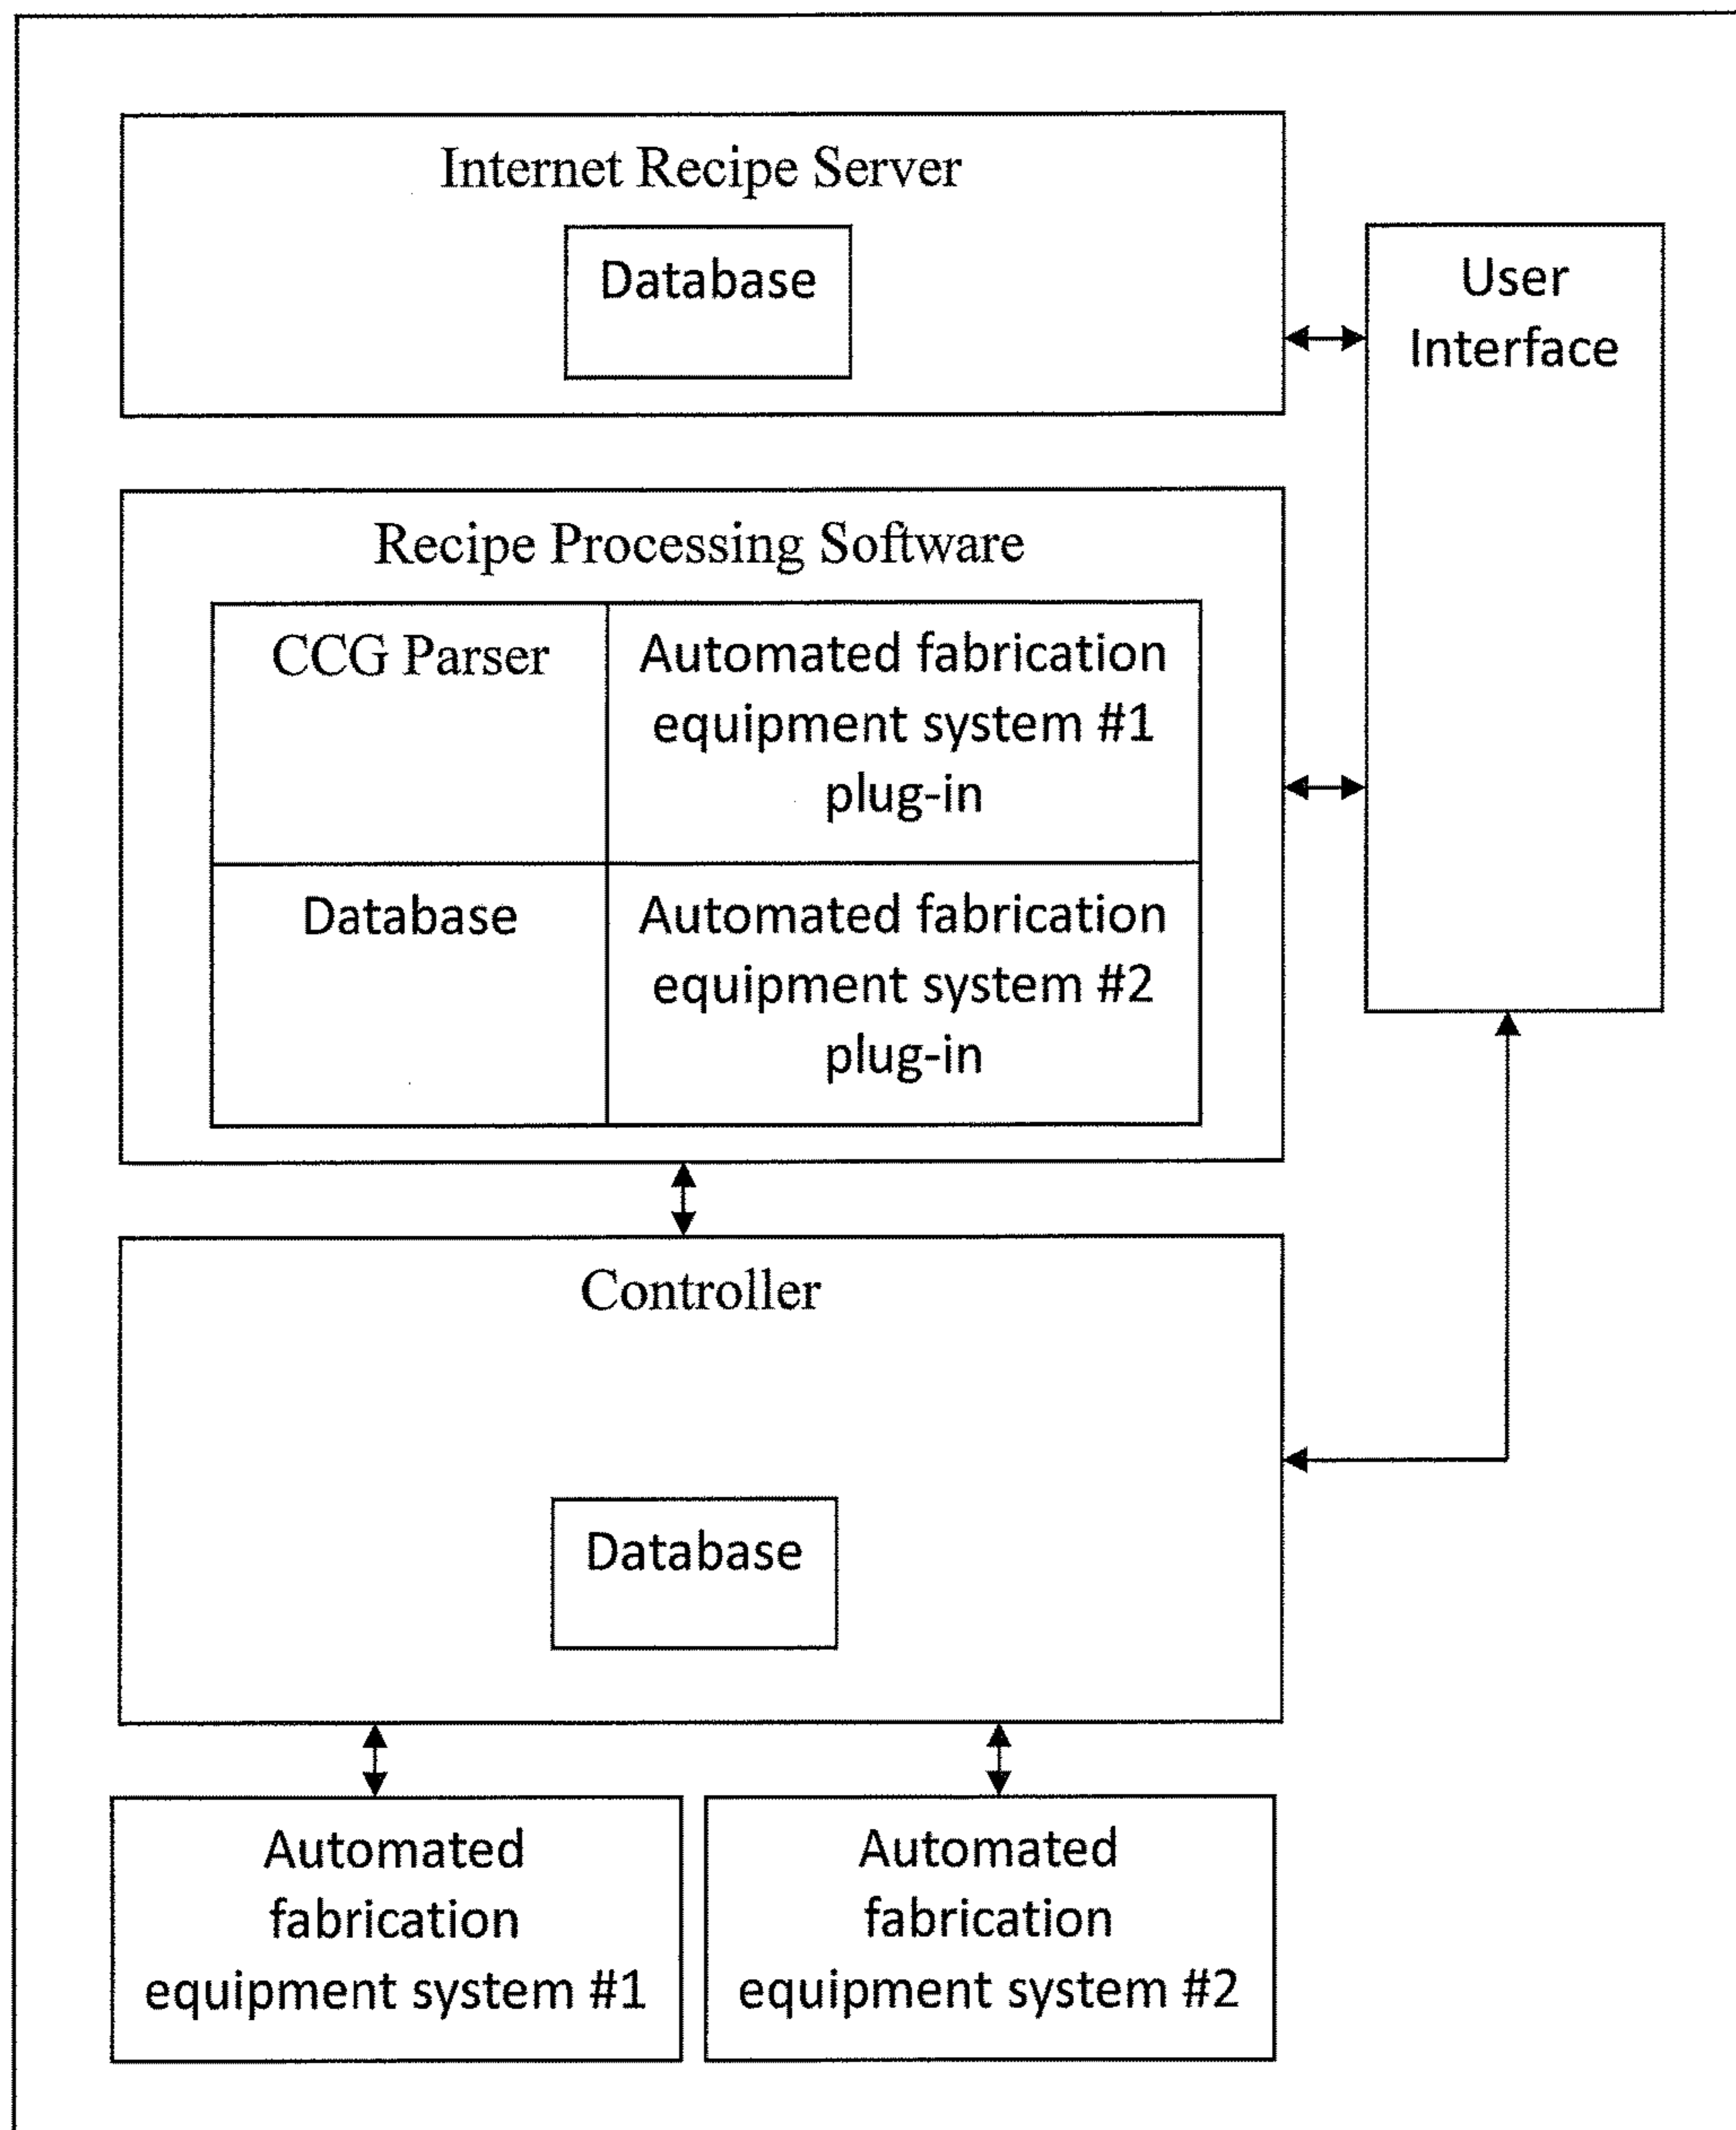 Internet Recipe Server
Database
User
Interface
Recipe Processing Software
CCG Parser
Automated fabrication
equipment system #1
plug-in
Database
Automated fabrication
equipment system #2
plug-in
Controller
Database
Automated
fabrication
equipment system #1
Automated
fabrication
equipment system #2